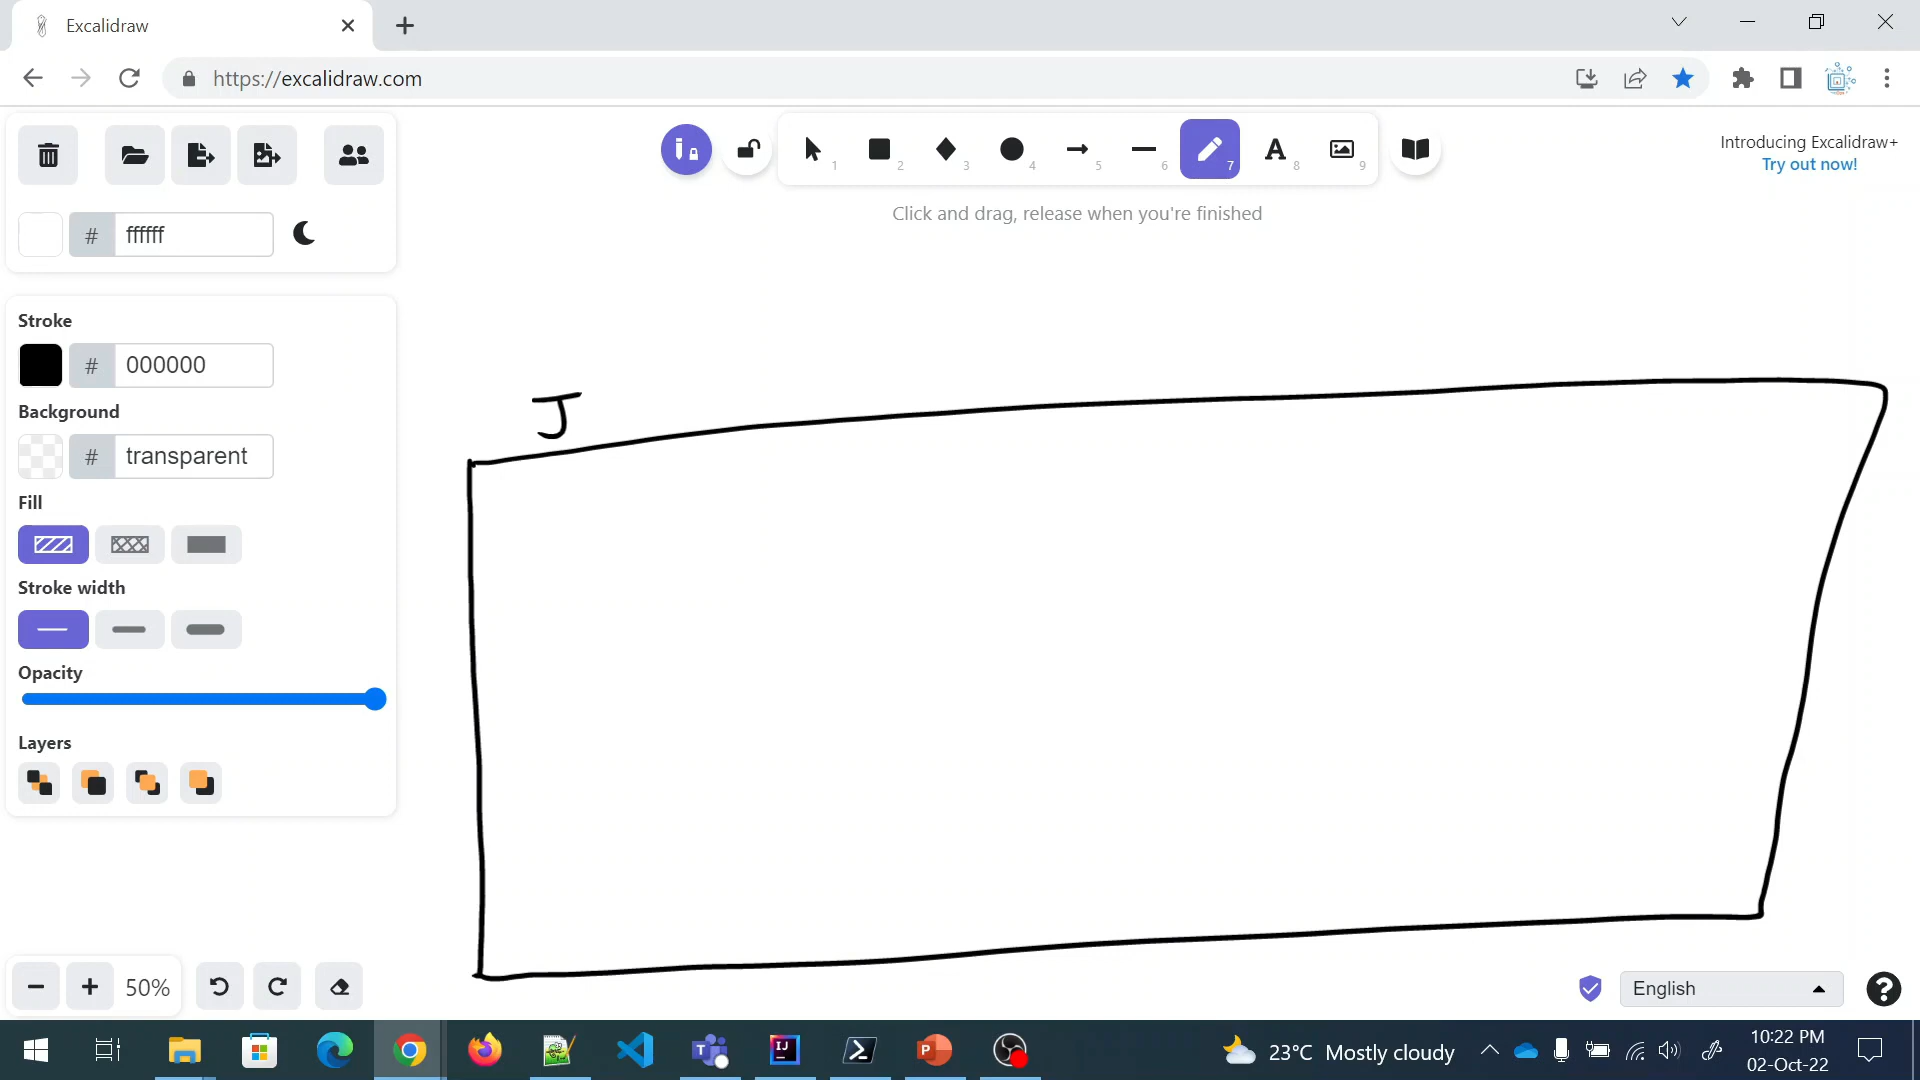 Excalidraw
https://excalidraw.com
1
2
3
4
5
6
7
A
8
9
Introducing Excalidraw+
Try out now!
Click and drag, release when you're finished
# ffffff
Stroke
# 000000
Background
# transparent
Fill
Stroke width
Opacity
Layers
J
50%
English
?
23°C Mostly cloudy
10:22 PM
02-Oct-22